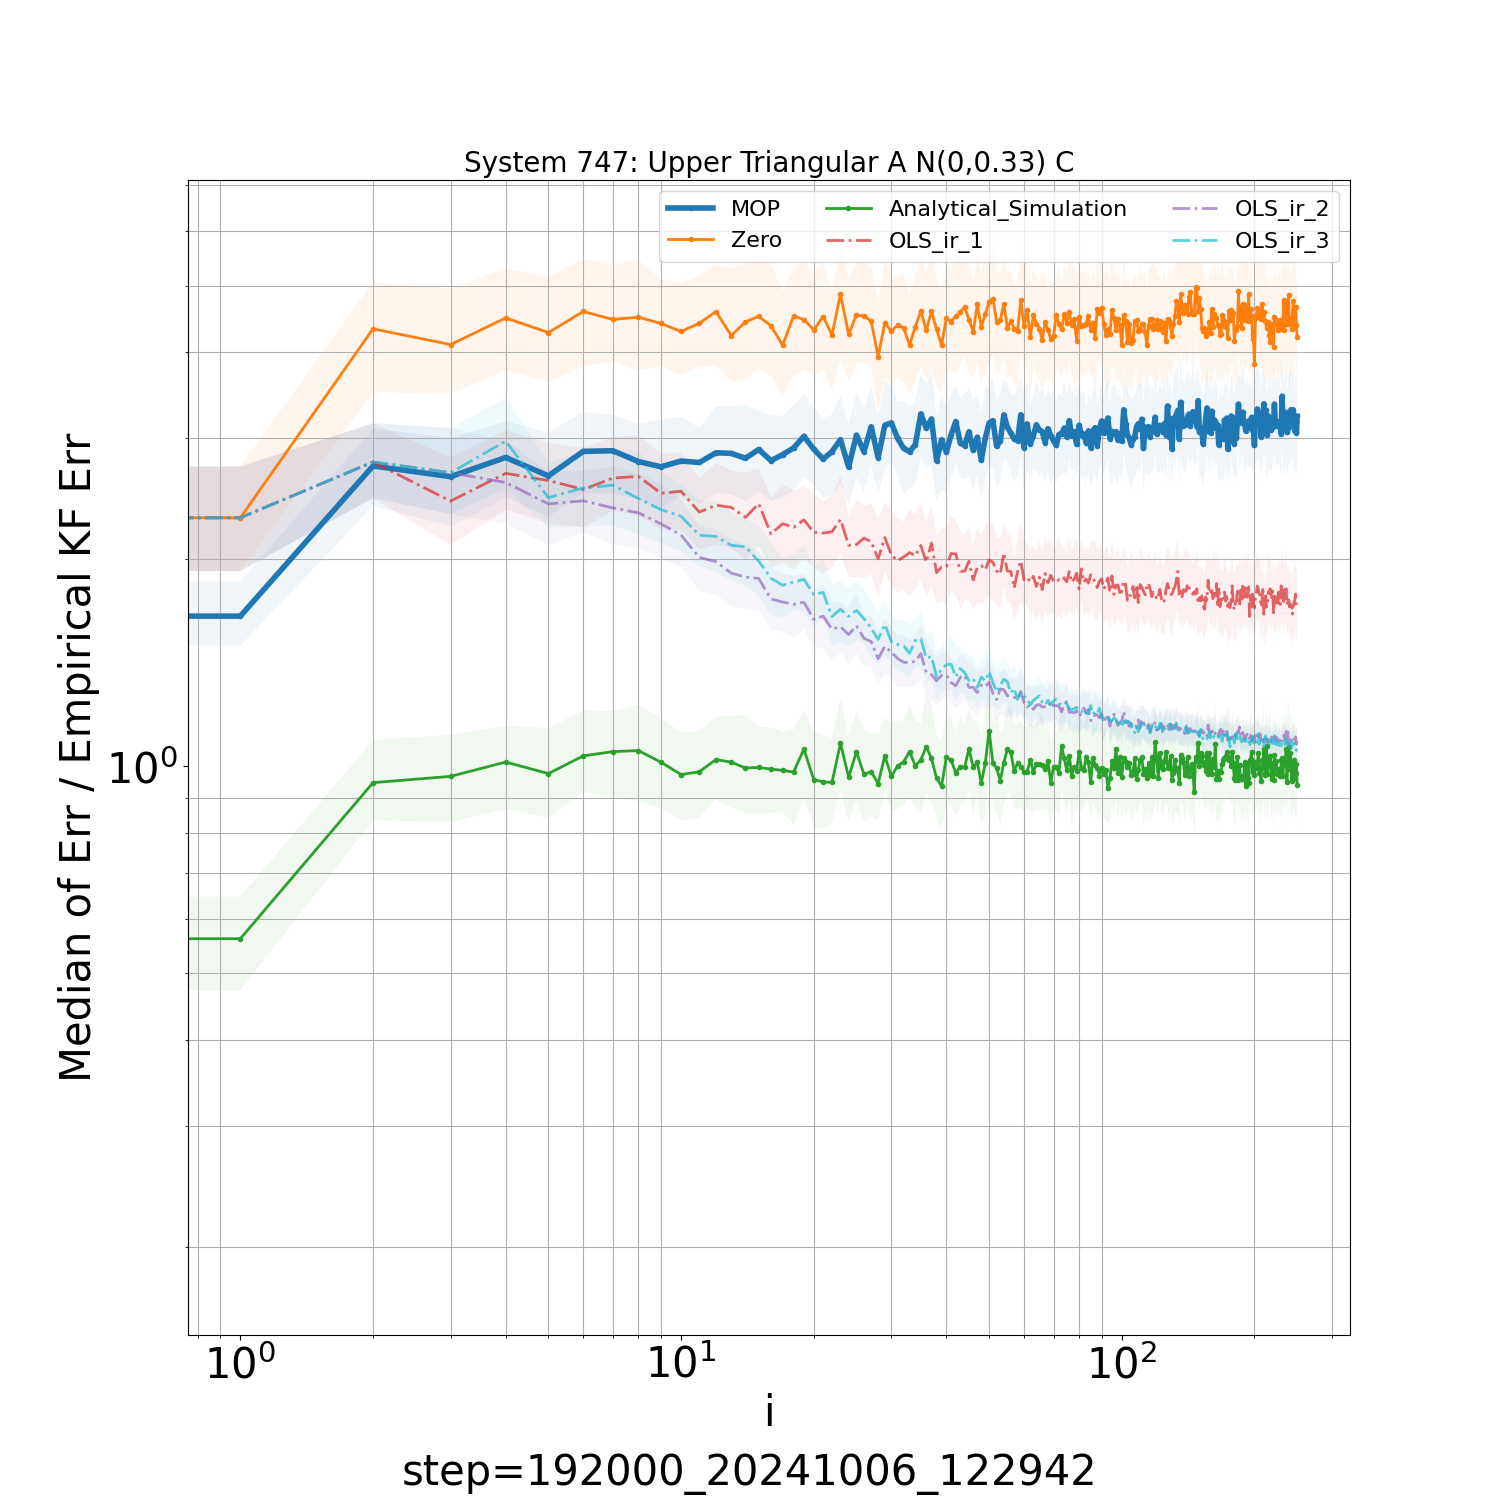 System 747: Upper Triangular A N(0,0.33) C
MOP
Zero
Analytical_Simulation
OLS_ir_1
OLS_ir_2
OLS_ir_3
Median of Err / Empirical KF Err
10⁰
10⁰
10¹
10²
i
step=192000_20241006_122942